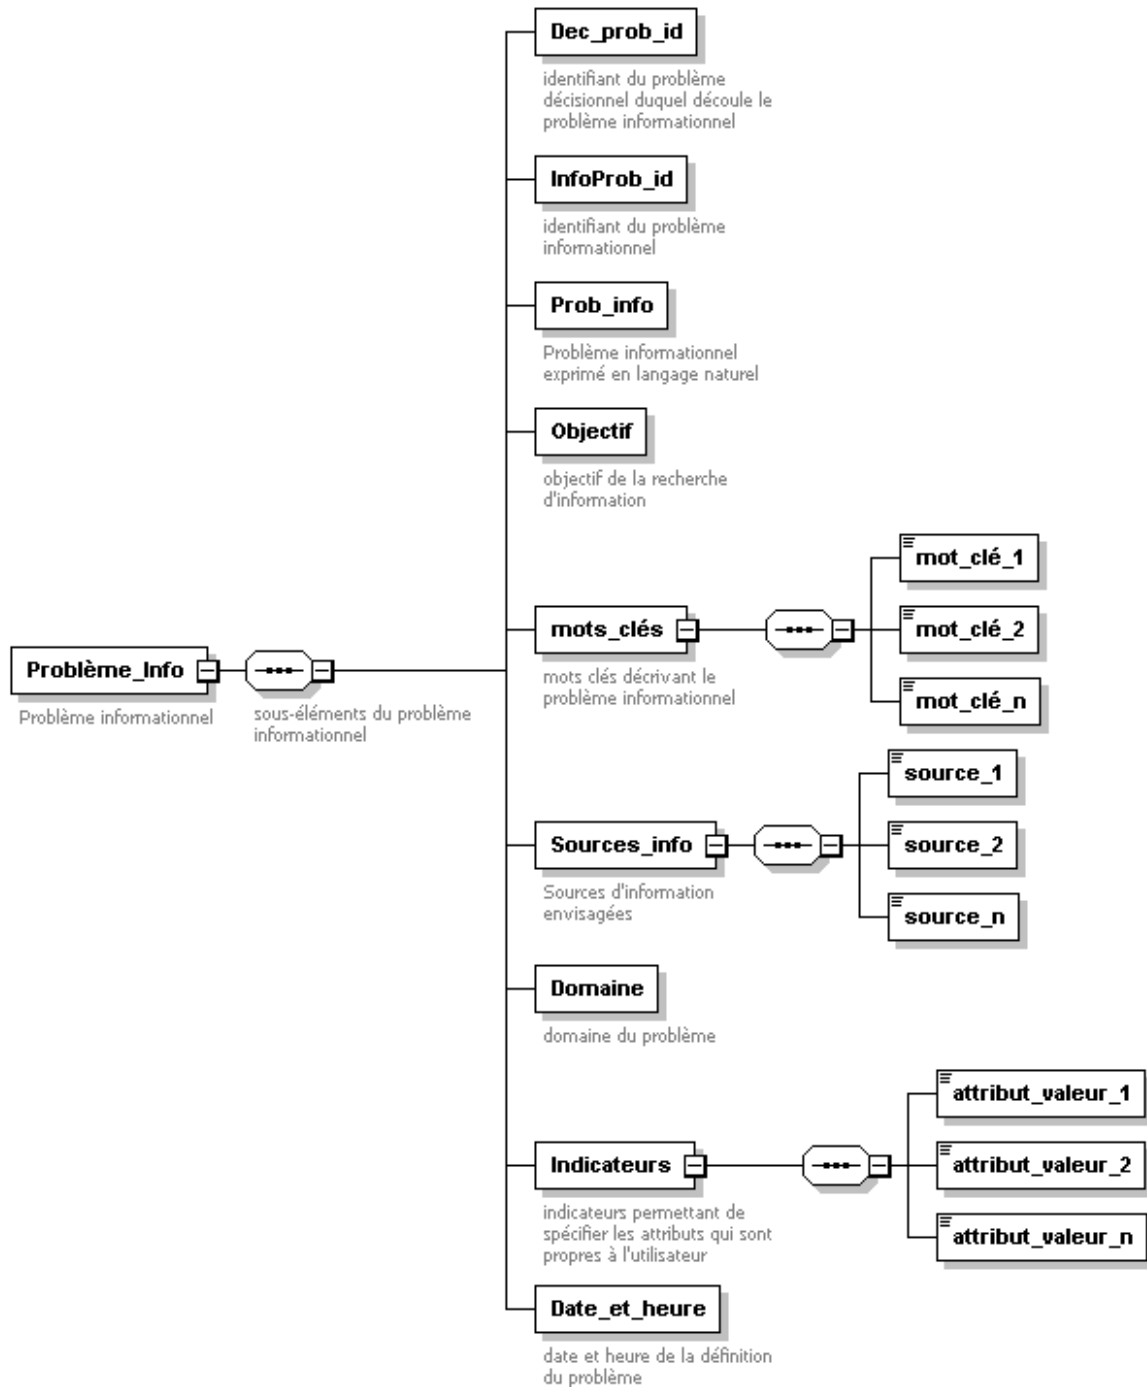 Dec_prob_id
identifiant du problème
décisionnel duquel découle le
problème informationnel
InfoProb_id
identifiant du problème
informationnel
Prob_info
Problème informationnel
exprimé en langage naturel
Objectif
objectif de la recherche
d'information
mot_clé_1
mots_clés
mot_clé_2
mots clés décrivant le
problème informationnel
mot_clé_n
Problème_Info
Problème informationnel
sous-éléments du problème
informationnel
source_1
Sources_info
source_2
Sources d'information
envisagées
source_n
Domaine
domaine du problème
attribut_valeur_1
Indicateurs
attribut_valeur_2
indicateurs permettant de
spécifier les attributs qui sont
propres à l'utilisateur
attribut_valeur_n
Date_et_heure
date et heure de la définition
du problème